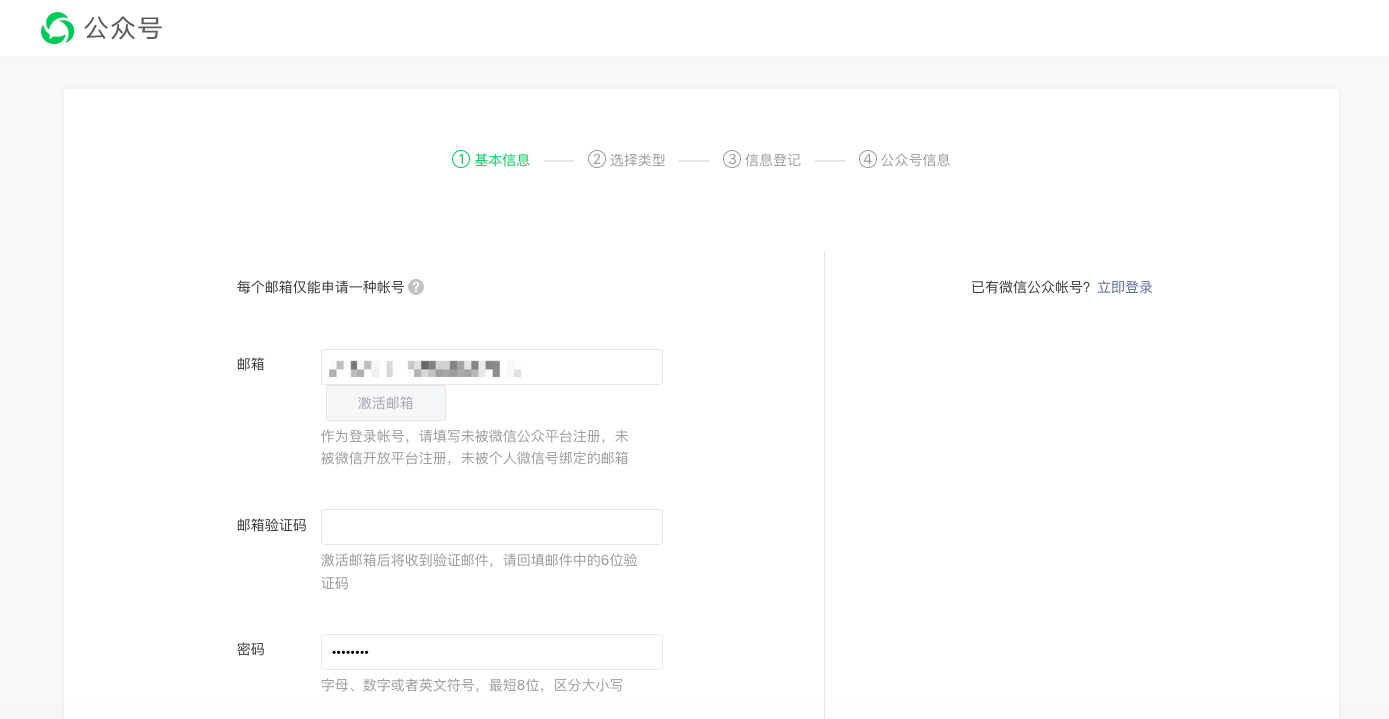 公众号
① 基本信息 ② 选择类型 ③ 信息登记 ④ 公众号信息
每个邮箱仅能申请一种帐号 ?
已有微信公众帐号？立即登录
邮箱
激活邮箱
作为登录帐号，请填写未被微信公众平台注册，未
被微信开放平台注册，未被个人微信号绑定的邮箱
邮箱验证码
激活邮箱后将收到验证邮件，请回填邮件中的6位验
证码
密码
••••••••
字母、数字或者英文符号，最短8位，区分大小写